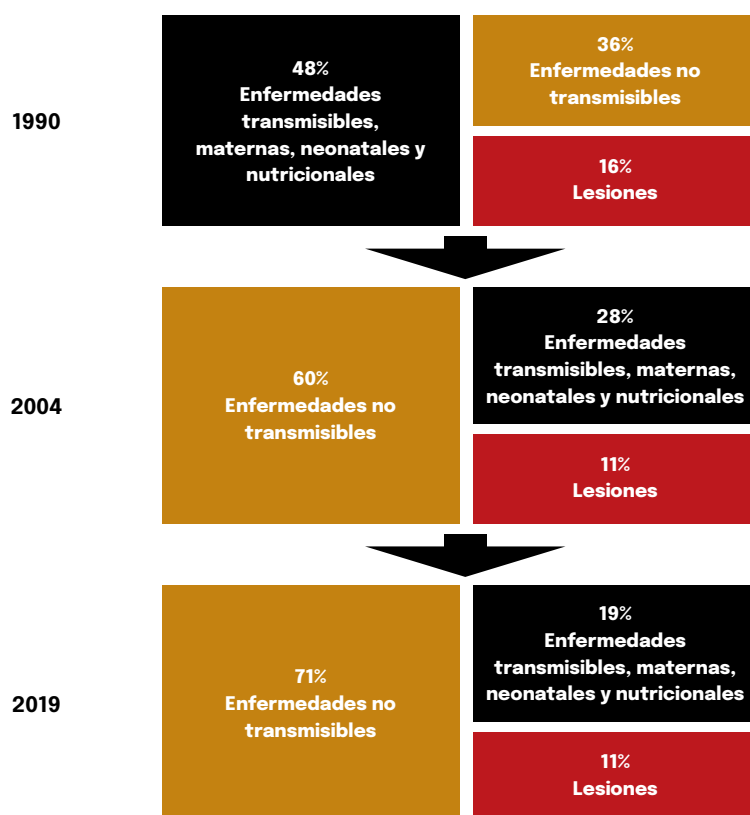 1990
48%
Enfermedades
transmisibles,
maternas, neonatales y
nutricionales
36%
Enfermedades no
transmisibles
16%
Lesiones
2004
60%
Enfermedades no
transmisibles
28%
Enfermedades
transmisibles, maternas,
neonatales y nutricionales
11%
Lesiones
2019
71%
Enfermedades no
transmisibles
19%
Enfermedades
transmisibles, maternas,
neonatales y nutricionales
11%
Lesiones